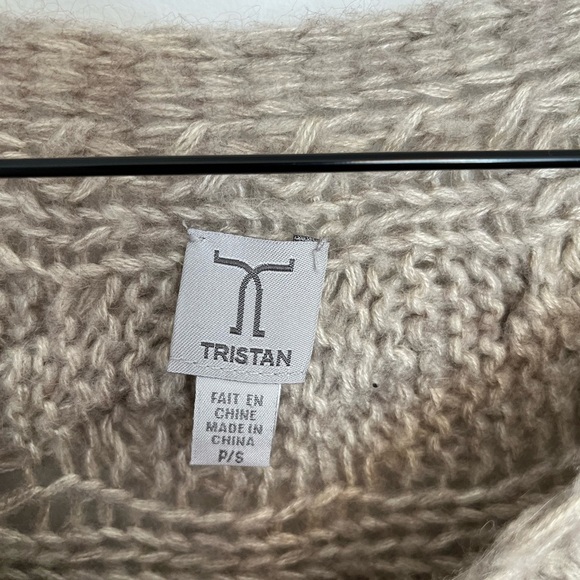 TRISTAN
FAIT EN
CHINE
MADE IN
CHINA
P/S